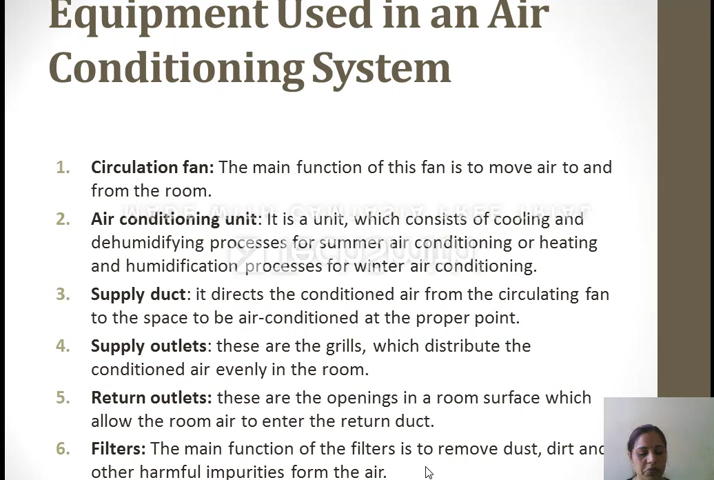 Equipment Used in an Air
Conditioning System
1. Circulation fan: The main function of this fan is to move air to and
from the room.
2. Air conditioning unit: It is a unit, which consists of cooling and
dehumidifying processes for summer air conditioning or heating
and humidification processes for winter air conditioning.
3. Supply duct: it directs the conditioned air from the circulating fan
to the space to be air-conditioned at the proper point.
4. Supply outlets: these are the grills, which distribute the
conditioned air evenly in the room.
5. Return outlets: these are the openings in a room surface which
allow the room air to enter the return duct.
6. Filters: The main function of the filters is to remove dust, dirt and
other harmful impurities form the air.